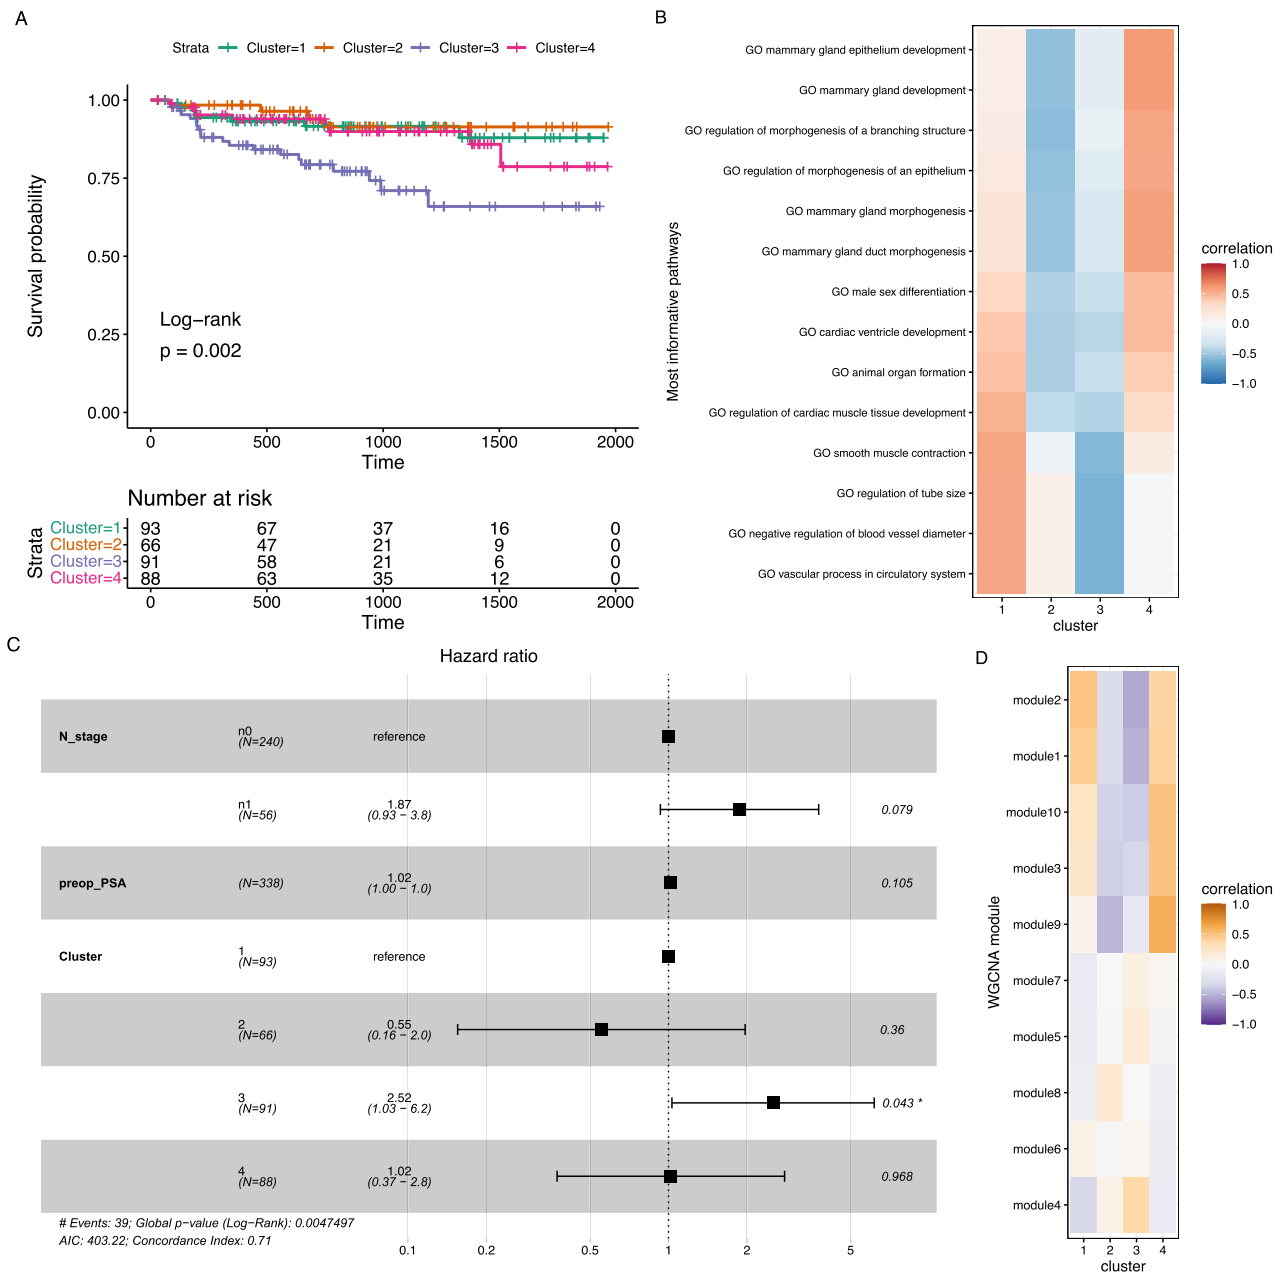 A
Strata Cluster=1 Cluster=2 Cluster=3 Cluster=4
Survival probability
1.00
0.75
0.50
0.25
0.00
Log−rank
p = 0.002
0 500 1000 1500 2000
Time
Number at risk
Strata
Cluster=1 93 67 37 16 0
Cluster=2 66 47 21 9 0
Cluster=3 91 58 21 6 0
Cluster=4 88 63 35 12 0
0 500 1000 1500 2000
Time
B
Most informative pathways
GO mammary gland epithelium development
GO mammary gland development
GO regulation of morphogenesis of a branching structure
GO regulation of morphogenesis of an epithelium
GO mammary gland morphogenesis
GO mammary gland duct morphogenesis
GO male sex differentiation
GO cardiac ventricle development
GO animal organ formation
GO regulation of cardiac muscle tissue development
GO smooth muscle contraction
GO regulation of tube size
GO negative regulation of blood vessel diameter
GO vascular process in circulatory system
1 2 3 4
cluster
correlation
1.0
0.5
0.0
−0.5
−1.0
C
Hazard ratio
N_stage n0 reference
(N=240)
n1 1.87 0.079
(N=56) (0.93 − 3.8)
preop_PSA (N=338) 1.02 0.105
(1.00 − 1.0)
Cluster 1 reference
(N=93)
2 0.55 0.36
(N=66) (0.16 − 2.0)
3 2.52 0.043 *
(N=91) (1.03 − 6.2)
4 1.02 0.968
(N=88) (0.37 − 2.8)
# Events: 39; Global p−value (Log−Rank): 0.0047497
AIC: 403.22; Concordance Index: 0.71
0.1 0.2 0.5 1 2 5
D
WGCNA module
module2
module1
module10
module3
module9
module7
module5
module8
module6
module4
1 2 3 4
cluster
correlation
1.0
0.5
0.0
−0.5
−1.0